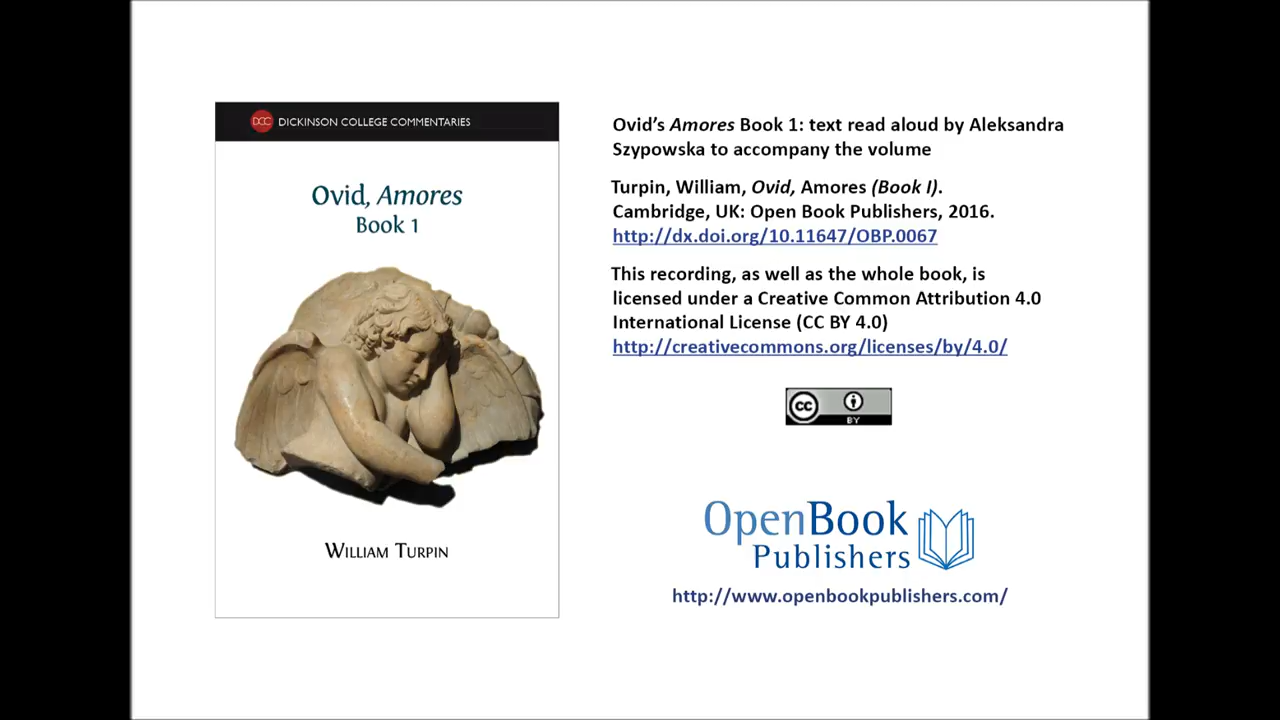 DCC DICKINSON COLLEGE COMMENTARIES
Ovid, Amores
Book 1
WILLIAM TURPIN
Ovid’s Amores Book 1: text read aloud by Aleksandra
Szypowska to accompany the volume
Turpin, William, Ovid, Amores (Book I).
Cambridge, UK: Open Book Publishers, 2016.
http://dx.doi.org/10.11647/OBP.0067
This recording, as well as the whole book, is
licensed under a Creative Common Attribution 4.0
International License (CC BY 4.0)
http://creativecommons.org/licenses/by/4.0/
cc
BY
OpenBook
Publishers
http://www.openbookpublishers.com/